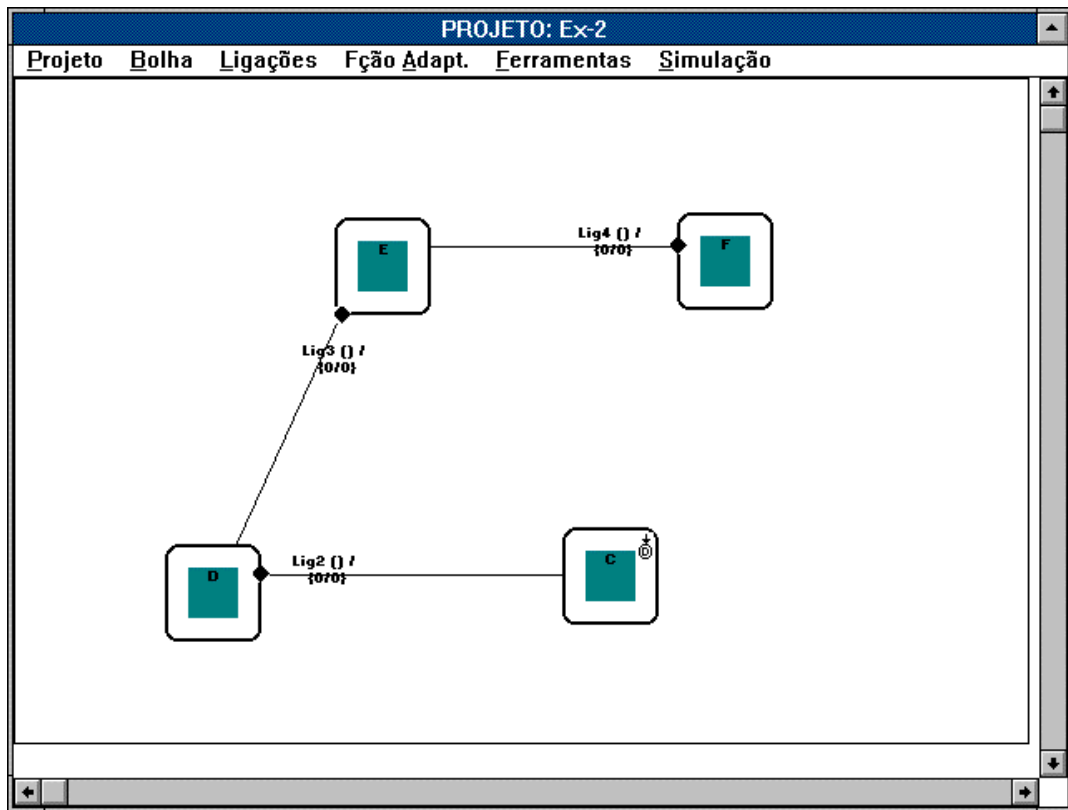 PROJETO: Ex-2
Projeto Bolha Ligações Fção Adapt. Ferramentas Simulação
E
Lig4 () /
{0/0}
F
Lig3 () /
{0/0}
D
Lig2 () /
{0/0}
C